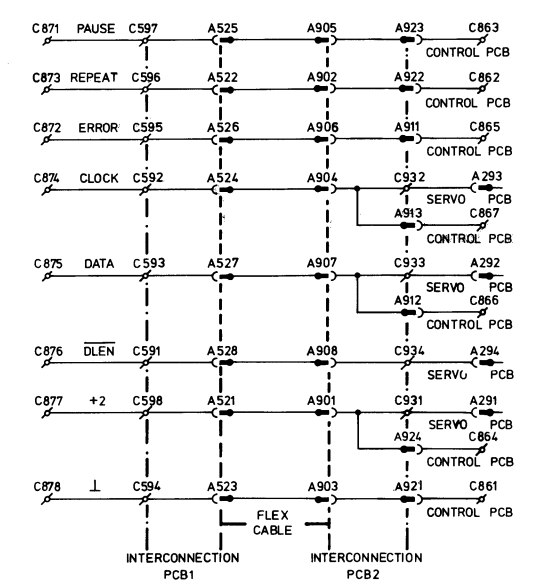 C871 PAUSE C597 A525 A905 A923 C863
CONTROL PCB
C873 REPEAT C596 A522 A902 A922 C862
CONTROL PCB
C872 ERROR C595 A526 A906 A911 C865
CONTROL PCB
C874 CLOCK C592 A524 A904 C932 A293
SERVO PCB
A913 C867
CONTROL PCB
C875 DATA C593 A527 A907 C933 A292
SERVO PCB
A912 C866
CONTROL PCB
C876 DLEN C591 A528 A908 C934 A294
SERVO PCB
C877 +2 C598 A521 A901 C931 A291
SERVO PCB
A924 C864
CONTROL PCB
C878 ⊥ C594 A523 A903 A921 C861
CONTROL PCB
FLEX
CABLE
INTERCONNECTION INTERCONNECTION
PCB1 PCB2